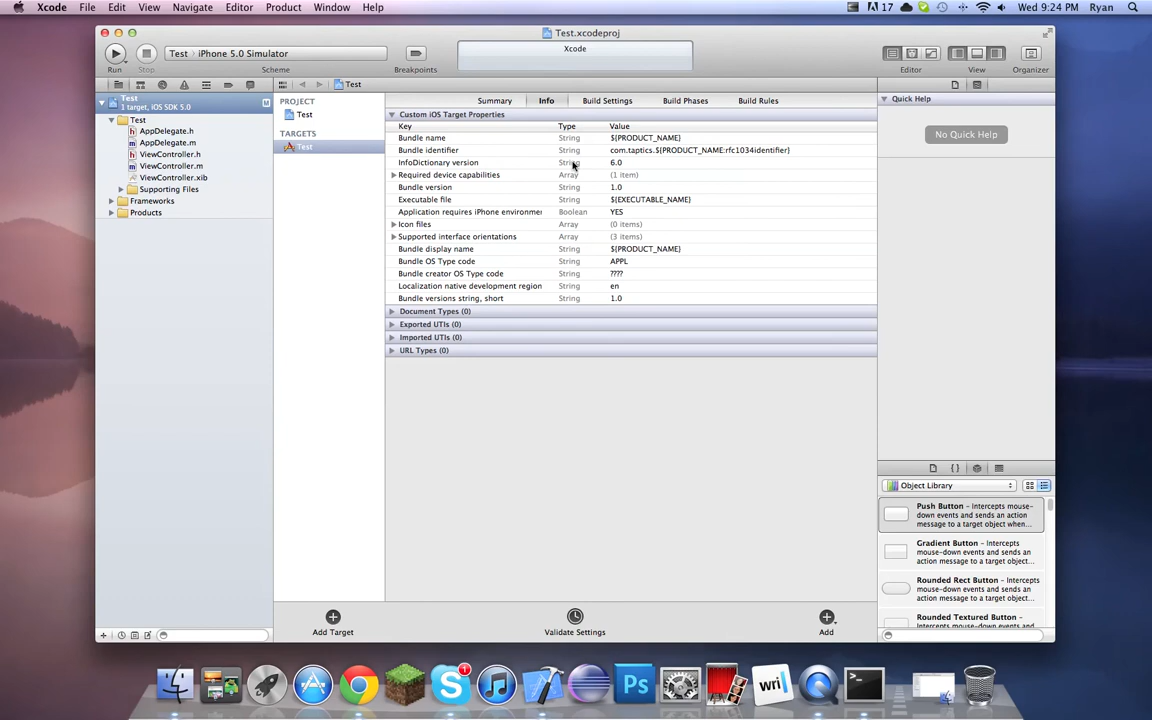 Xcode File Edit View Navigate Editor Product Window Help
17 Wed 9:24 PM Ryan
Test.xcodeproj
Test iPhone 5.0 Simulator
Xcode
Run Stop Scheme Breakpoints Editor View Organizer
Test
Test
1 target, iOS SDK 5.0
M
Test
AppDelegate.h
AppDelegate.m
ViewController.h
ViewController.m
ViewController.xib
Supporting Files
Frameworks
Products
PROJECT
Test
TARGETS
Test
Summary Info Build Settings Build Phases Build Rules
Custom iOS Target Properties
Key Type Value
Bundle name String ${PRODUCT_NAME}
Bundle identifier String com.taptics.${PRODUCT_NAME:rfc1034identifier}
InfoDictionary version String 6.0
Required device capabilities Array (1 item)
Bundle version String 1.0
Executable file String ${EXECUTABLE_NAME}
Application requires iPhone environmer Boolean YES
Icon files Array (0 items)
Supported interface orientations Array (3 items)
Bundle display name String ${PRODUCT_NAME}
Bundle OS Type code String APPL
Bundle creator OS Type code String ????
Localization native development region String en
Bundle versions string, short String 1.0
Document Types (0)
Exported UTIs (0)
Imported UTIs (0)
URL Types (0)
Add Target Validate Settings Add
Quick Help
No Quick Help
Object Library
Push Button – Intercepts mouse-
down events and sends an action
message to a target object when...
Gradient Button – Intercepts
mouse-down events and sends an
action message to a target object...
Rounded Rect Button – Intercepts
mouse-down events and sends an
action message to a target object...
Rounded Textured Button –
1
Ps
wri